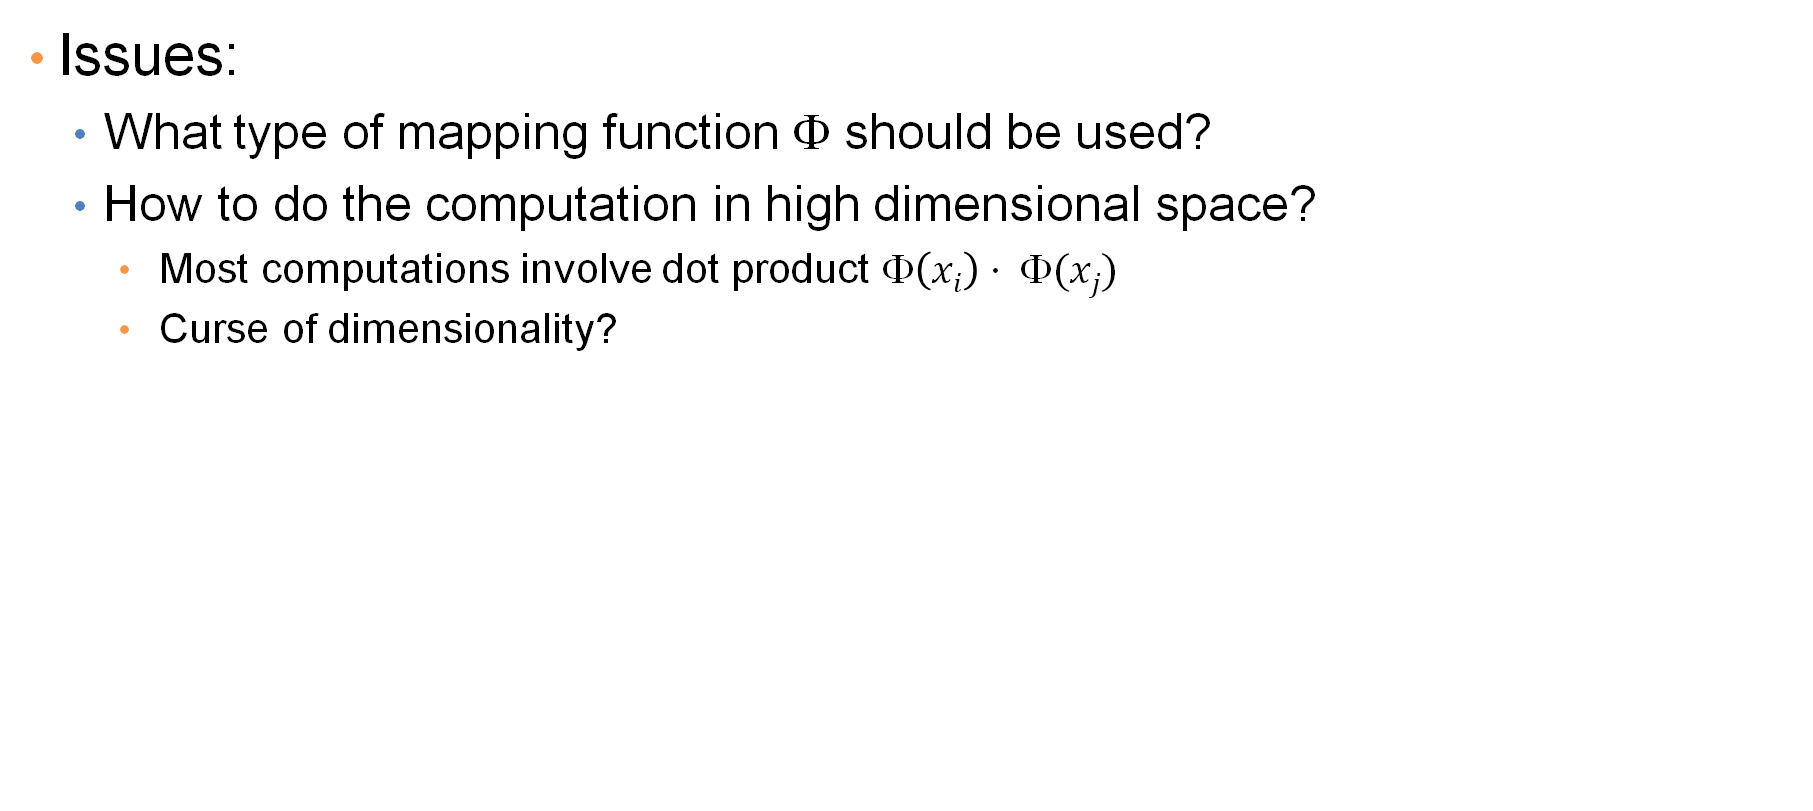 • Issues:
• What type of mapping function Φ should be used?
• How to do the computation in high dimensional space?
• Most computations involve dot product Φ(xᵢ) · Φ(xⱼ)
• Curse of dimensionality?